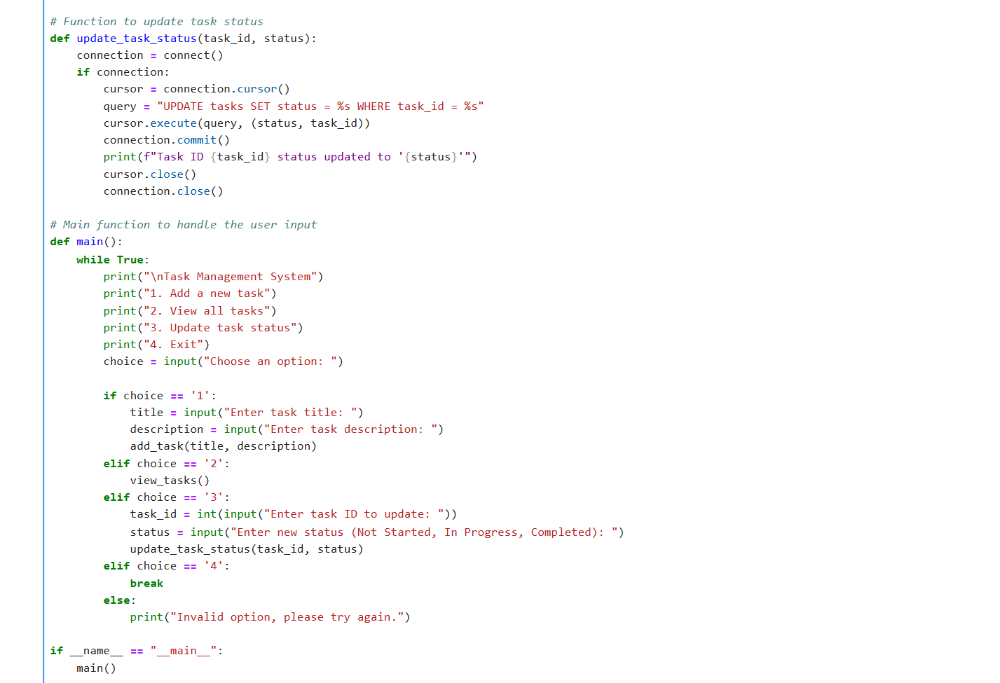 # Function to update task status
def update_task_status(task_id, status):
    connection = connect()
    if connection:
        cursor = connection.cursor()
        query = "UPDATE tasks SET status = %s WHERE task_id = %s"
        cursor.execute(query, (status, task_id))
        connection.commit()
        print(f"Task ID {task_id} status updated to '{status}'")
        cursor.close()
        connection.close()

# Main function to handle the user input
def main():
    while True:
        print("\nTask Management System")
        print("1. Add a new task")
        print("2. View all tasks")
        print("3. Update task status")
        print("4. Exit")
        choice = input("Choose an option: ")

        if choice == '1':
            title = input("Enter task title: ")
            description = input("Enter task description: ")
            add_task(title, description)
        elif choice == '2':
            view_tasks()
        elif choice == '3':
            task_id = int(input("Enter task ID to update: "))
            status = input("Enter new status (Not Started, In Progress, Completed): ")
            update_task_status(task_id, status)
        elif choice == '4':
            break
        else:
            print("Invalid option, please try again.")

if __name__ == "__main__":
    main()